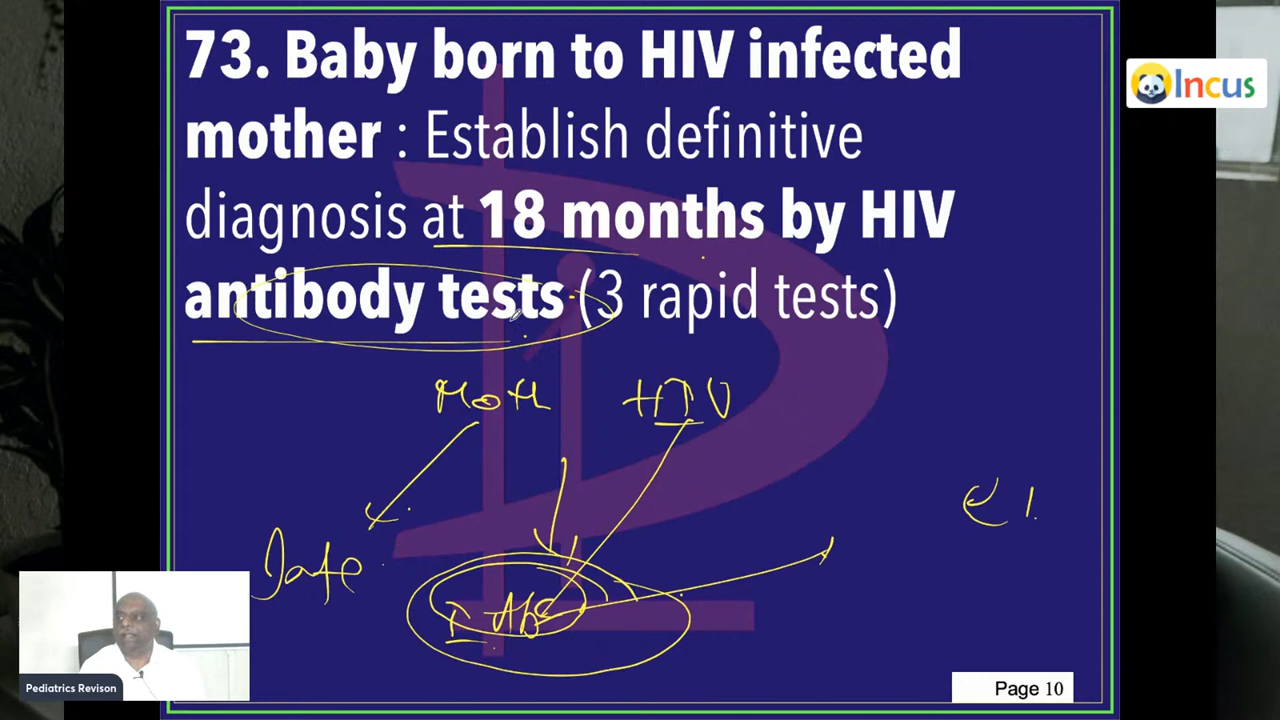 73. Baby born to HIV infected
mother : Establish definitive
diagnosis at 18 months by HIV
antibody tests (3 rapid tests)
Incus
Moth HIV
Abs
Pediatrics Revison
Page 10